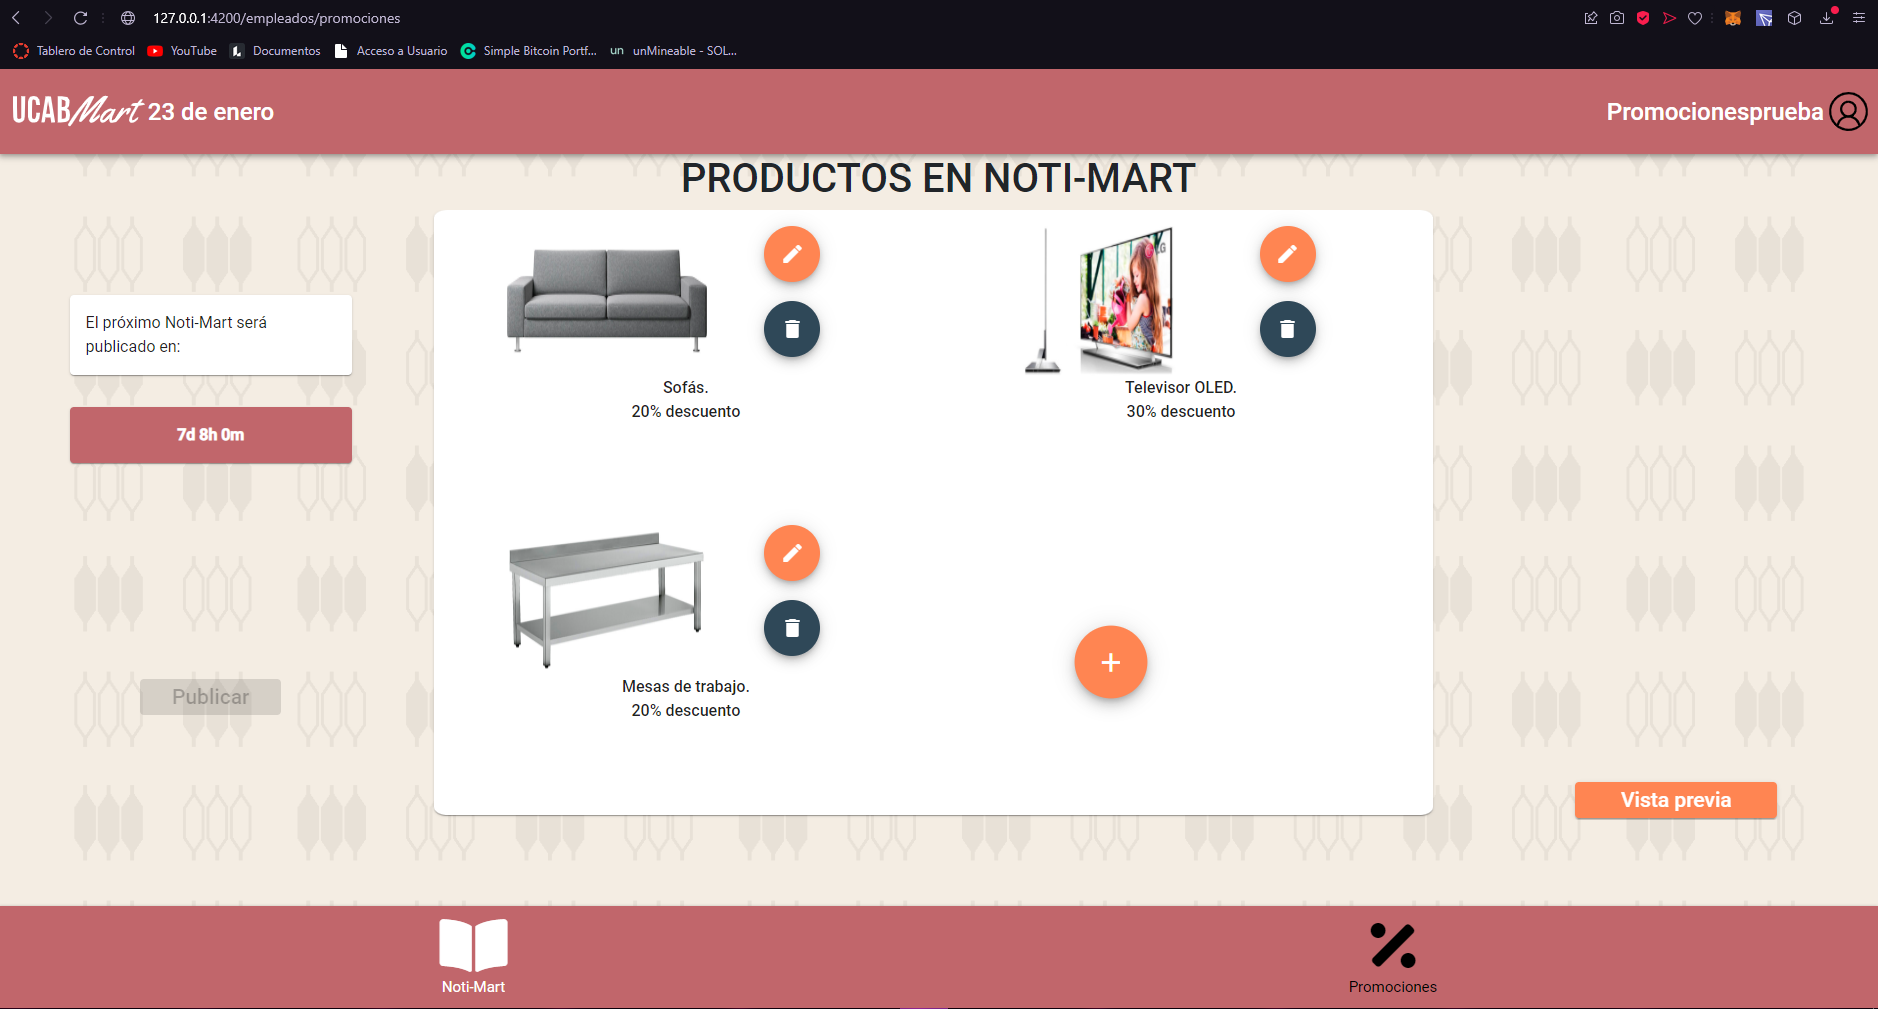 127.0.0.1:4200/empleados/promociones
Tablero de Control
YouTube
Documentos
Acceso a Usuario
Simple Bitcoin Portf...
un
unMineable - SOL...
UCABMart 23 de enero
Promocionesprueba
PRODUCTOS EN NOTI-MART
El próximo Noti-Mart será
publicado en:
7d 8h 0m
Publicar
LG
Sofás.
20% descuento
Televisor OLED.
30% descuento
Mesas de trabajo.
20% descuento
+
Vista previa
Noti-Mart
Promociones